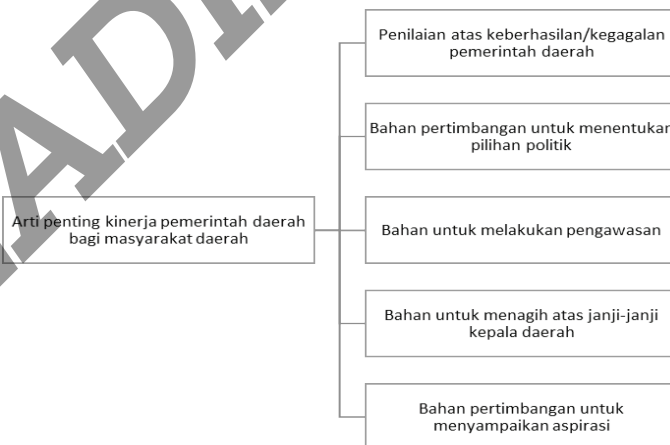 Penilaian atas keberhasilan/kegagalan
pemerintah daerah
Bahan pertimbangan untuk menentukan
pilihan politik
Arti penting kinerja pemerintah daerah
bagi masyarakat daerah
Bahan untuk melakukan pengawasan
Bahan untuk menagih atas janji-janji
kepala daerah
Bahan pertimbangan untuk
menyampaikan aspirasi